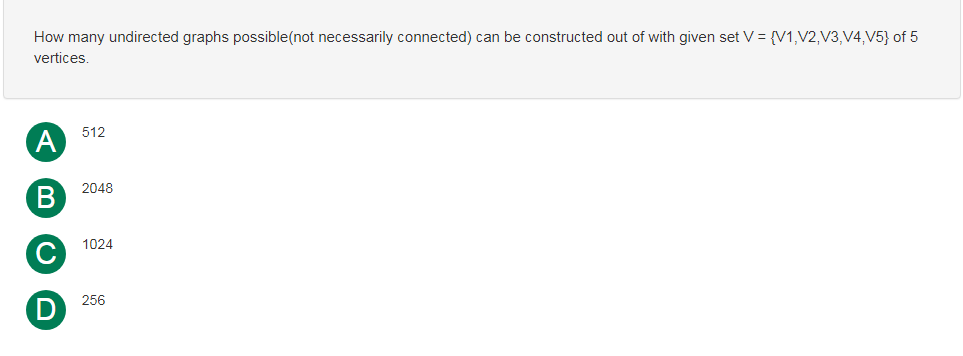 How many undirected graphs possible(not necessarily connected) can be constructed out of with given set V = {V1,V2,V3,V4,V5} of 5
vertices.
A 512
B 2048
C 1024
D 256